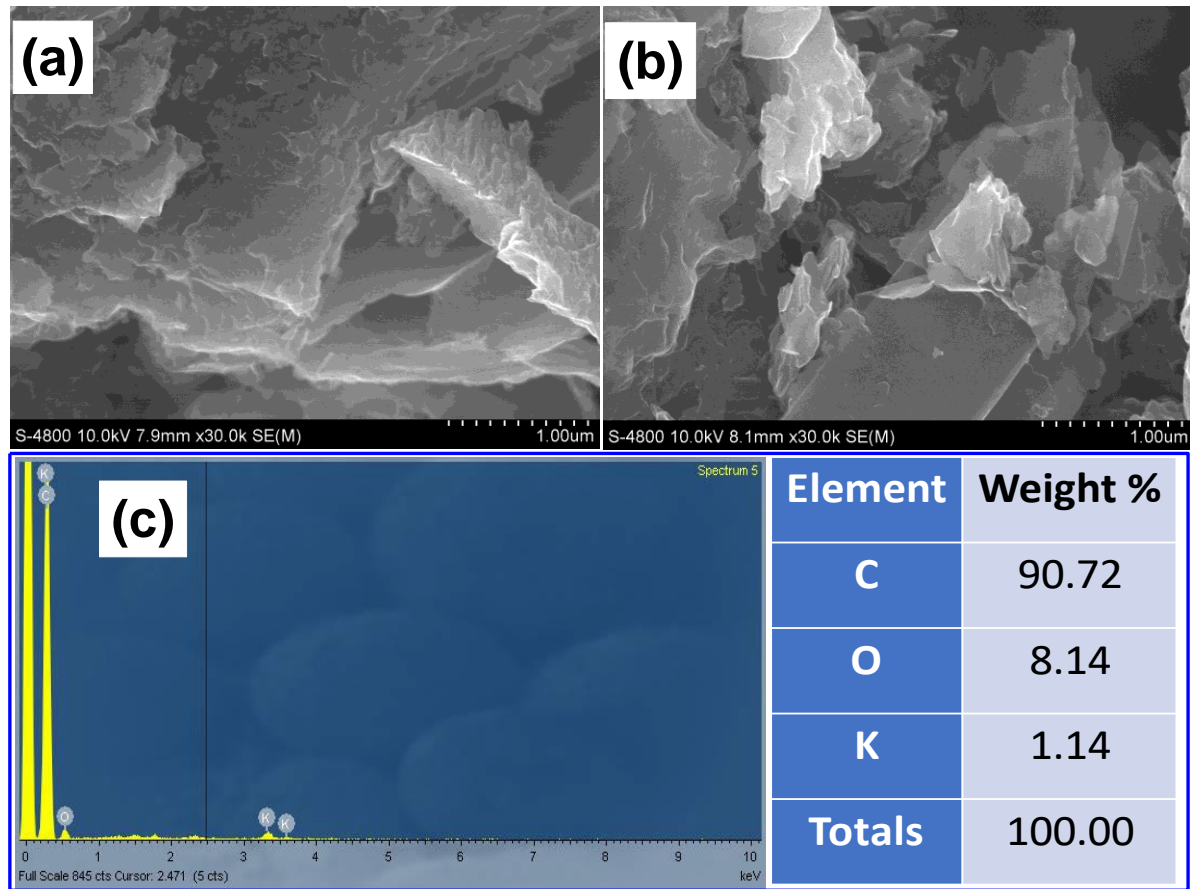 (a)
S-4800 10.0kV 7.9mm x30.0k SE(M)
1.00um
(b)
S-4800 10.0kV 8.1mm x30.0k SE(M)
1.00um
(c)
Spectrum 5
K
C
O
K
K
0 1 2 3 4 5 6 7 8 9 10
Full Scale 845 cts Cursor: 2.471 (5 cts)
keV
Element Weight %
C 90.72
O 8.14
K 1.14
Totals 100.00